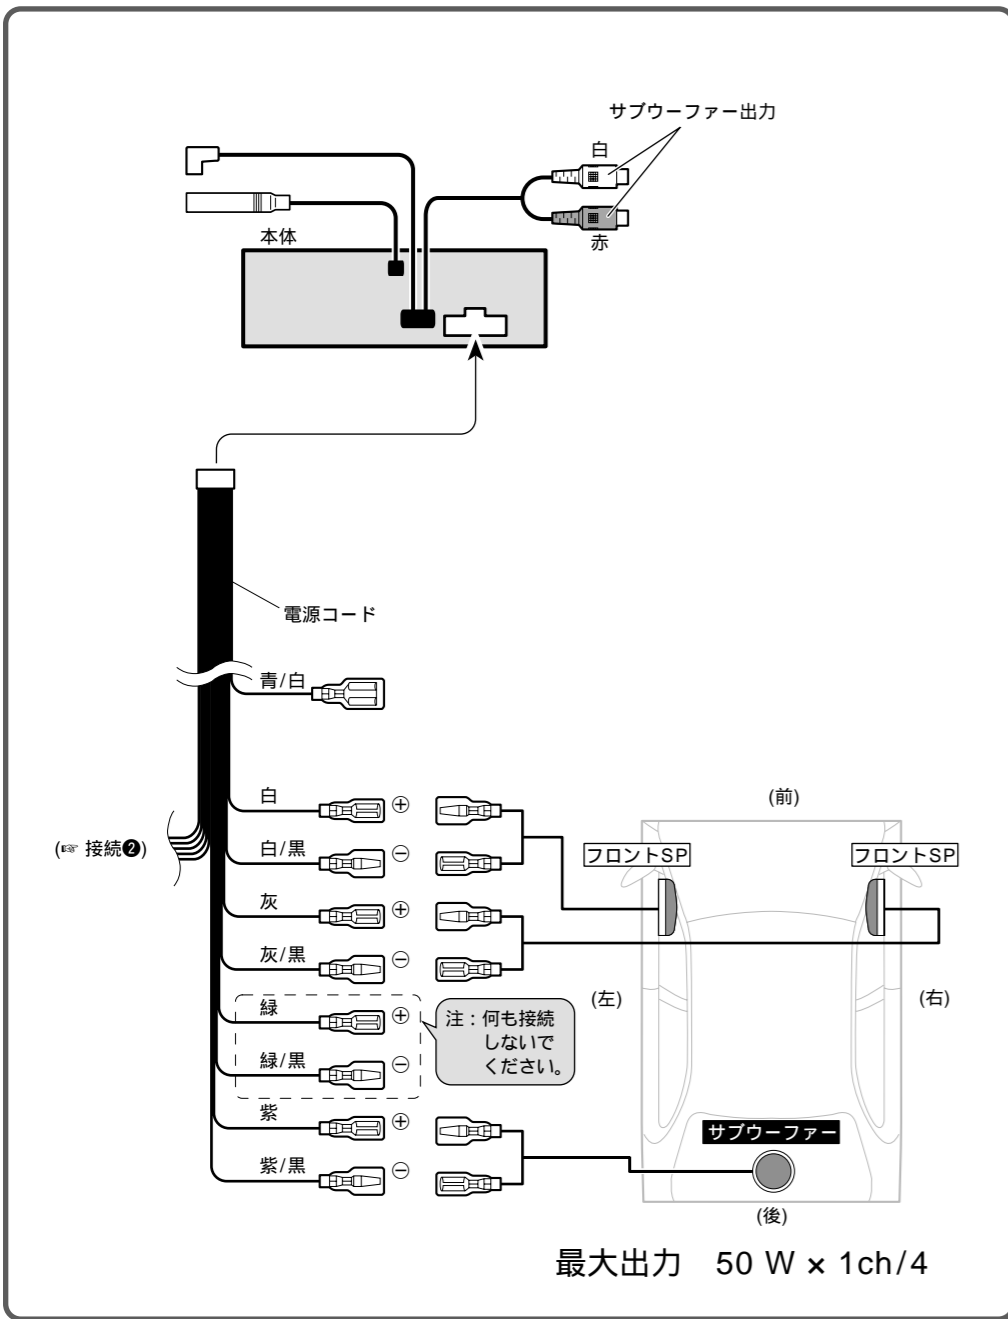 サブウーファー出力
白
赤
本体
電源コード
青/白
白 ⊕
白/黒 ⊖
灰 ⊕
灰/黒 ⊖
緑 ⊕
緑/黒 ⊖
紫 ⊕
紫/黒 ⊖
(☞ 接続❷)
注：何も接続
しないで
ください。
(前)
フロントSP
フロントSP
(左)
(右)
サブウーファー
(後)
最大出力 50 W × 1ch/4